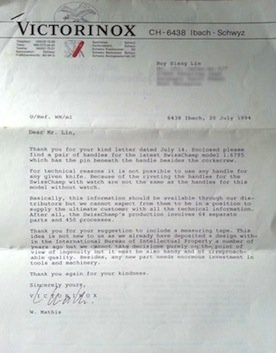 VICTORINOX
CH-6438 Ibach - Schwyz
Roy Sissy Lin
O/Ref. WM/mi
6438 Ibach, 20 July 1994
Dear Mr. Lin,
Thank you for your kind letter dated July 14. Enclosed please
find a pair of handles for the latest SwissChamp model 1.6795
which has the pin beneath the handle besides the corkscrew.
For technical reasons it is not possible to use any handle for
any given knife. Because of the riveting the handles for the
SwissChamp with watch are not the same as the handles for this
model without watch.
Basically, this information should be available through our dis-
tributors but we cannot expect from them to be in a position to
supply the ultimate customer with all the technical information.
After all, the SwissChamp's production involves 64 separate
parts and 450 processes.
Thank you for your suggestion to include a measuring tape. This
idea is not new to us as we already have deposited a design with
the International Bureau of Intellectual Property a number of
years ago but we cannot take decisions purely on the point
of view of ingenuity but it must be also handy and of irreproach-
able quality. Besides, any new part needs enormous investment in
tools and machinery.
Thank you again for your kindness.
Sincerely yours,
VICTORINOX
W. Mathis